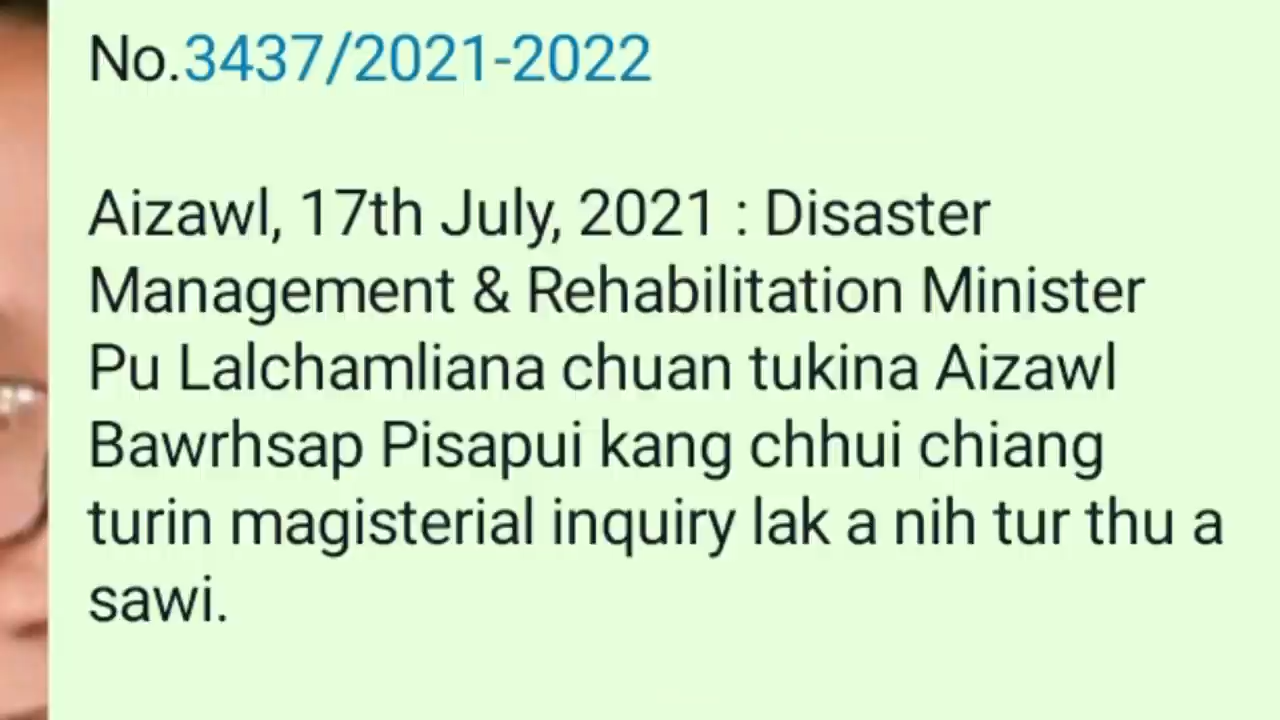 No.3437/2021-2022
Aizawl, 17th July, 2021 : Disaster
Management & Rehabilitation Minister
Pu Lalchamliana chuan tukina Aizawl
Bawrhsap Pisapui kang chhui chiang
turin magisterial inquiry lak a nih tur thu a
sawi.